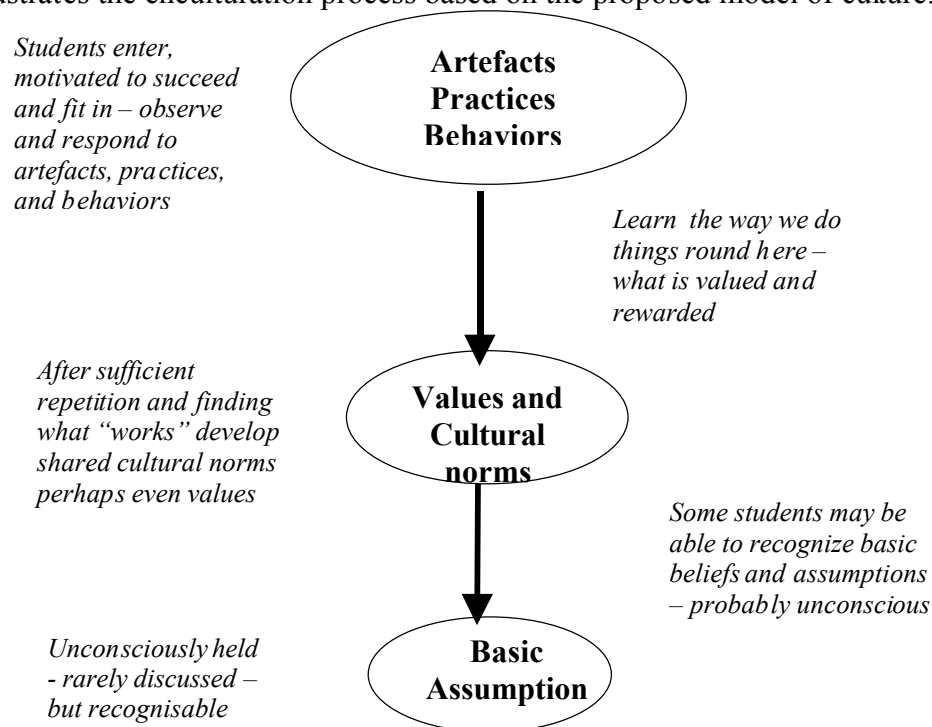 ustrates the enculturation process based on the proposed model of culture.
Students enter,
motivated to succeed
and fit in – observe
and respond to
artefacts, practices,
and behaviors
Artefacts
Practices
Behaviors
Learn the way we do
things round here –
what is valued and
rewarded
After sufficient
repetition and finding
what “works” develop
shared cultural norms
perhaps even values
Values and
Cultural
norms
Some students may be
able to recognize basic
beliefs and assumptions
– probably unconscious
Unconsciously held
- rarely discussed –
but recognisable
Basic
Assumption